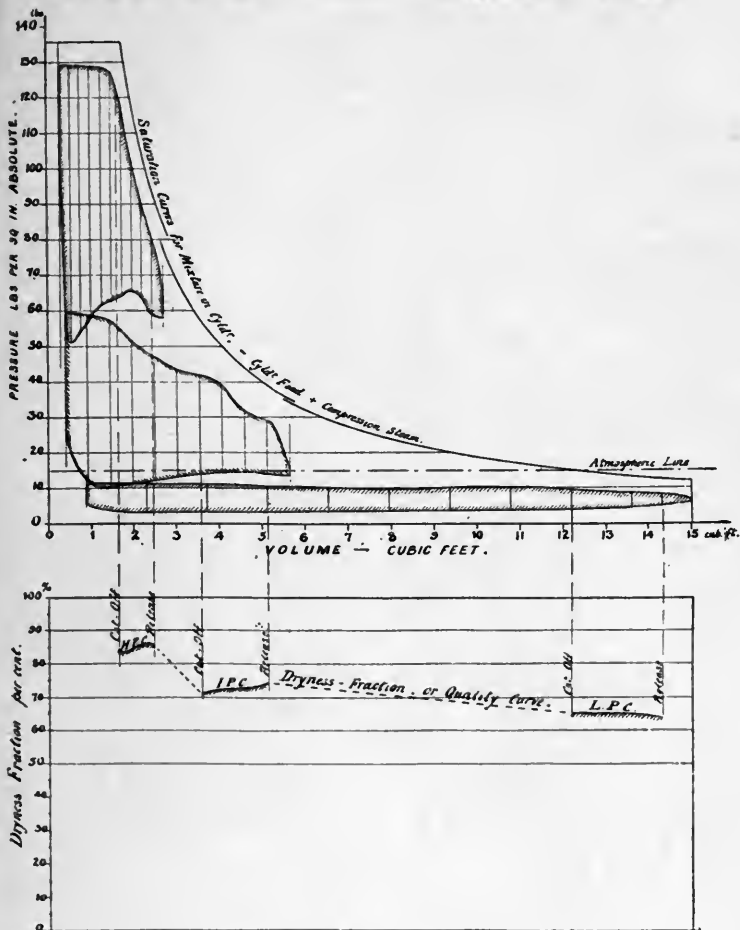 lbs
140
130
120
110
100
90
80
70
60
50
40
30
20
10
0
PRESSURE LBS PER SQ IN. ABSOLUTE.
Saturation Curve for Mixture in Cyldr. = Cyldr Feed + Compression Steam.
Atmospheric Line
0 1 2 3 4 5 6 7 8 9 10 11 12 13 14 15 cub. ft.
VOLUME — CUBIC FEET.
100%
90
80
70
60
50
40
30
20
10
0
Dryness Fraction per cent.
Cut. Off
Release
H.P.C.
Cut. Off
Release
I.P.C.
Dryness-Fraction, or Quality Curve.
Cut Off
Release
L.P.C.